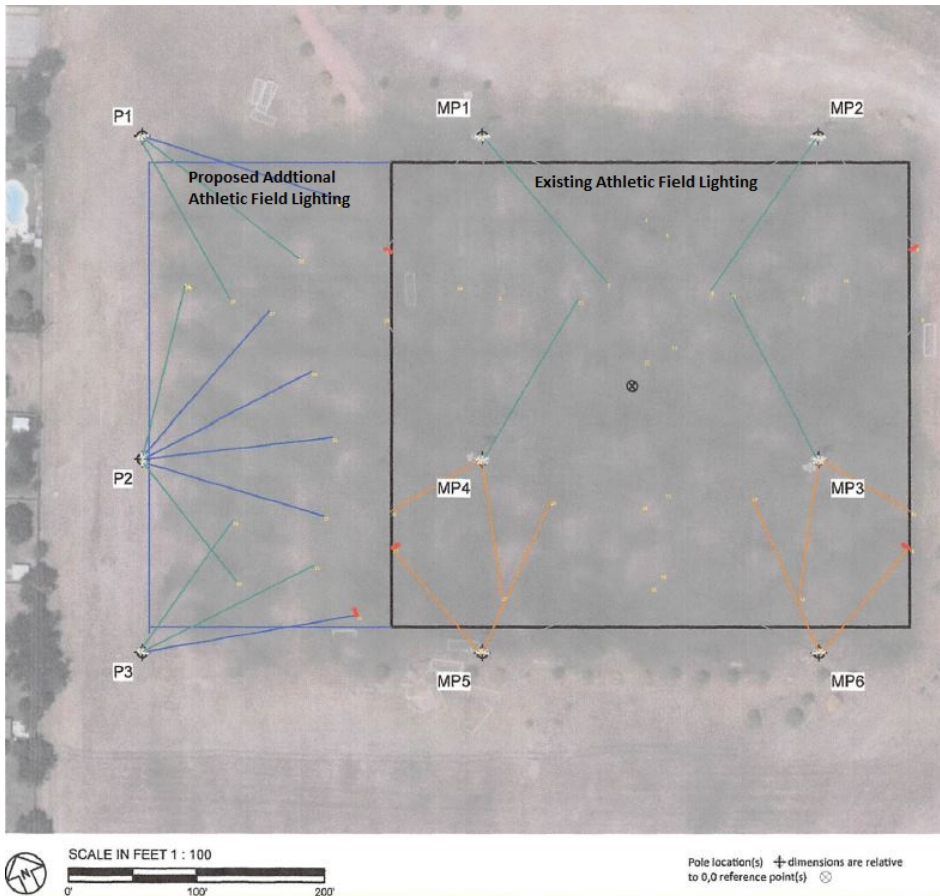 P1
MP1
MP2
Proposed Addtional
Athletic Field Lighting
Existing Athletic Field Lighting
P2
MP4
MP3
P3
MP5
MP6
N
SCALE IN FEET 1 : 100
0'
100'
200'
Pole location(s) dimensions are relative
to 0,0 reference point(s)